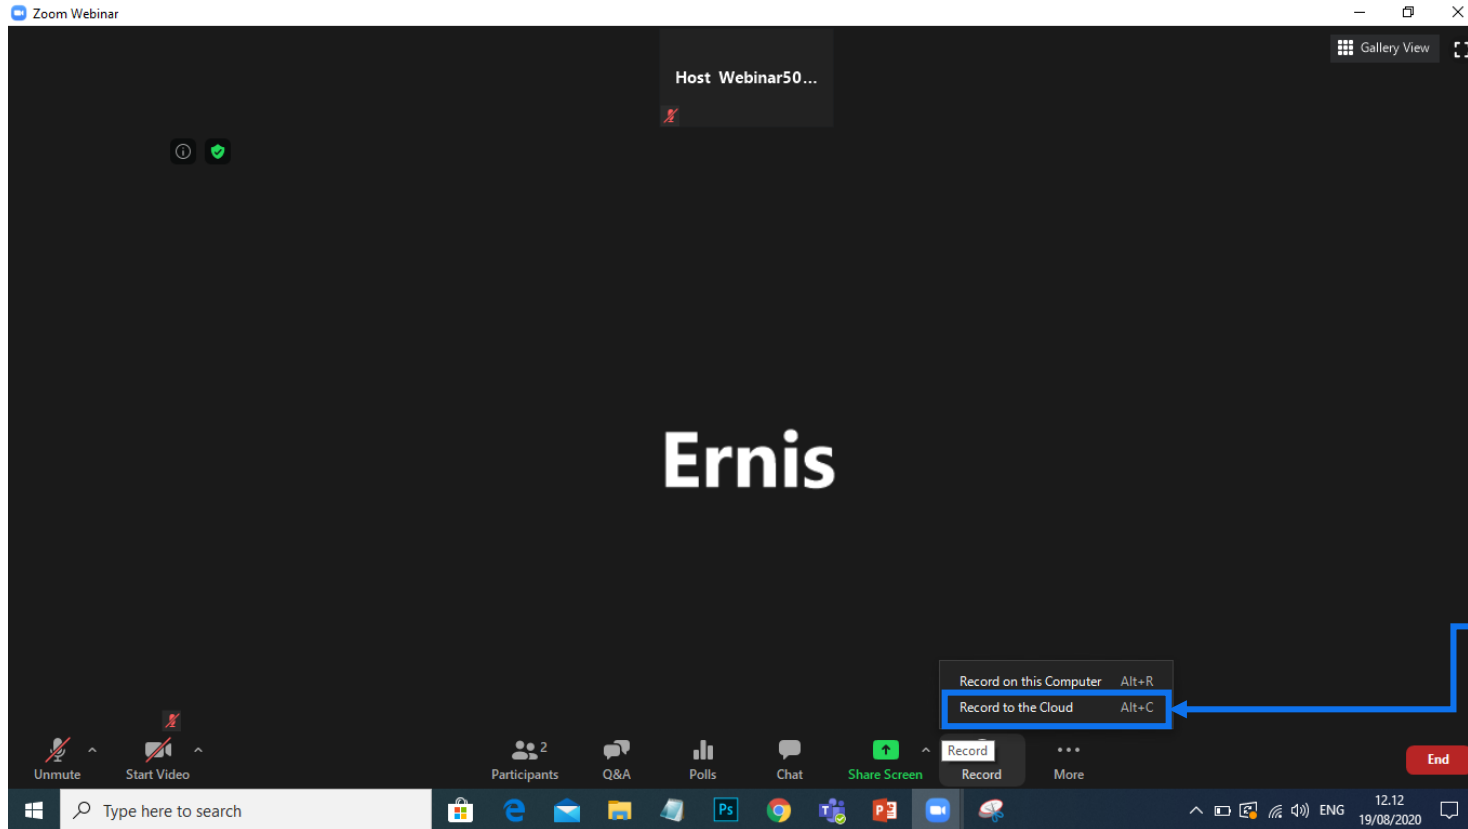 Zoom Webinar
Gallery View
Host Webinar50...
Ernis
Record on this Computer Alt+R
Record to the Cloud Alt+C
Record
2
Unmute
Start Video
Participants
Q&A
Polls
Chat
Share Screen
Record
More
End
Type here to search
Ps
ENG
12.12
19/08/2020